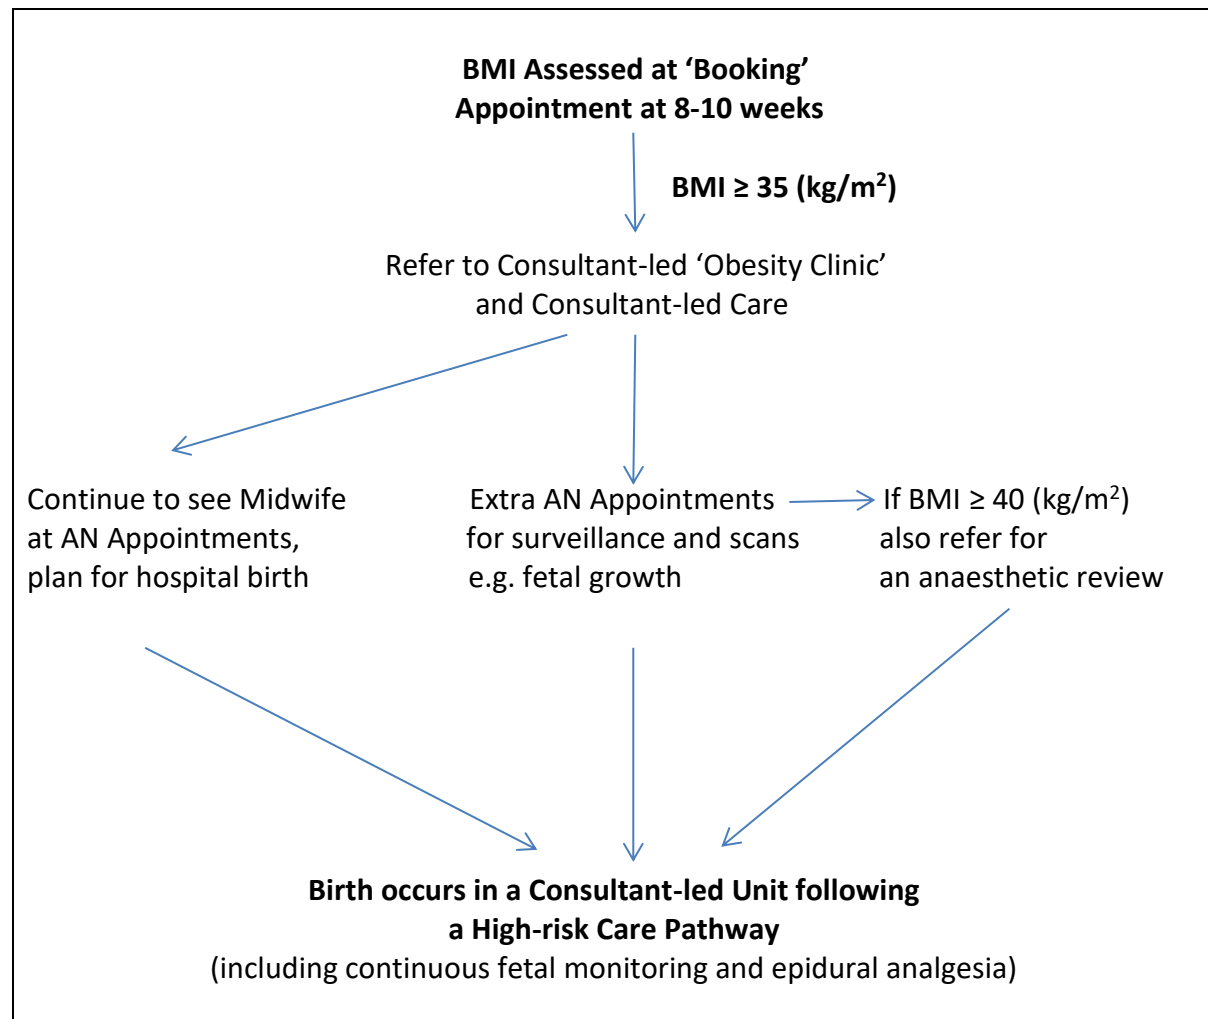 BMI Assessed at ‘Booking’
Appointment at 8-10 weeks
BMI ≥ 35 (kg/m²)
Refer to Consultant-led ‘Obesity Clinic’
and Consultant-led Care
Continue to see Midwife
at AN Appointments,
plan for hospital birth
Extra AN Appointments
for surveillance and scans
e.g. fetal growth
If BMI ≥ 40 (kg/m²)
also refer for
an anaesthetic review
Birth occurs in a Consultant-led Unit following
a High-risk Care Pathway
(including continuous fetal monitoring and epidural analgesia)